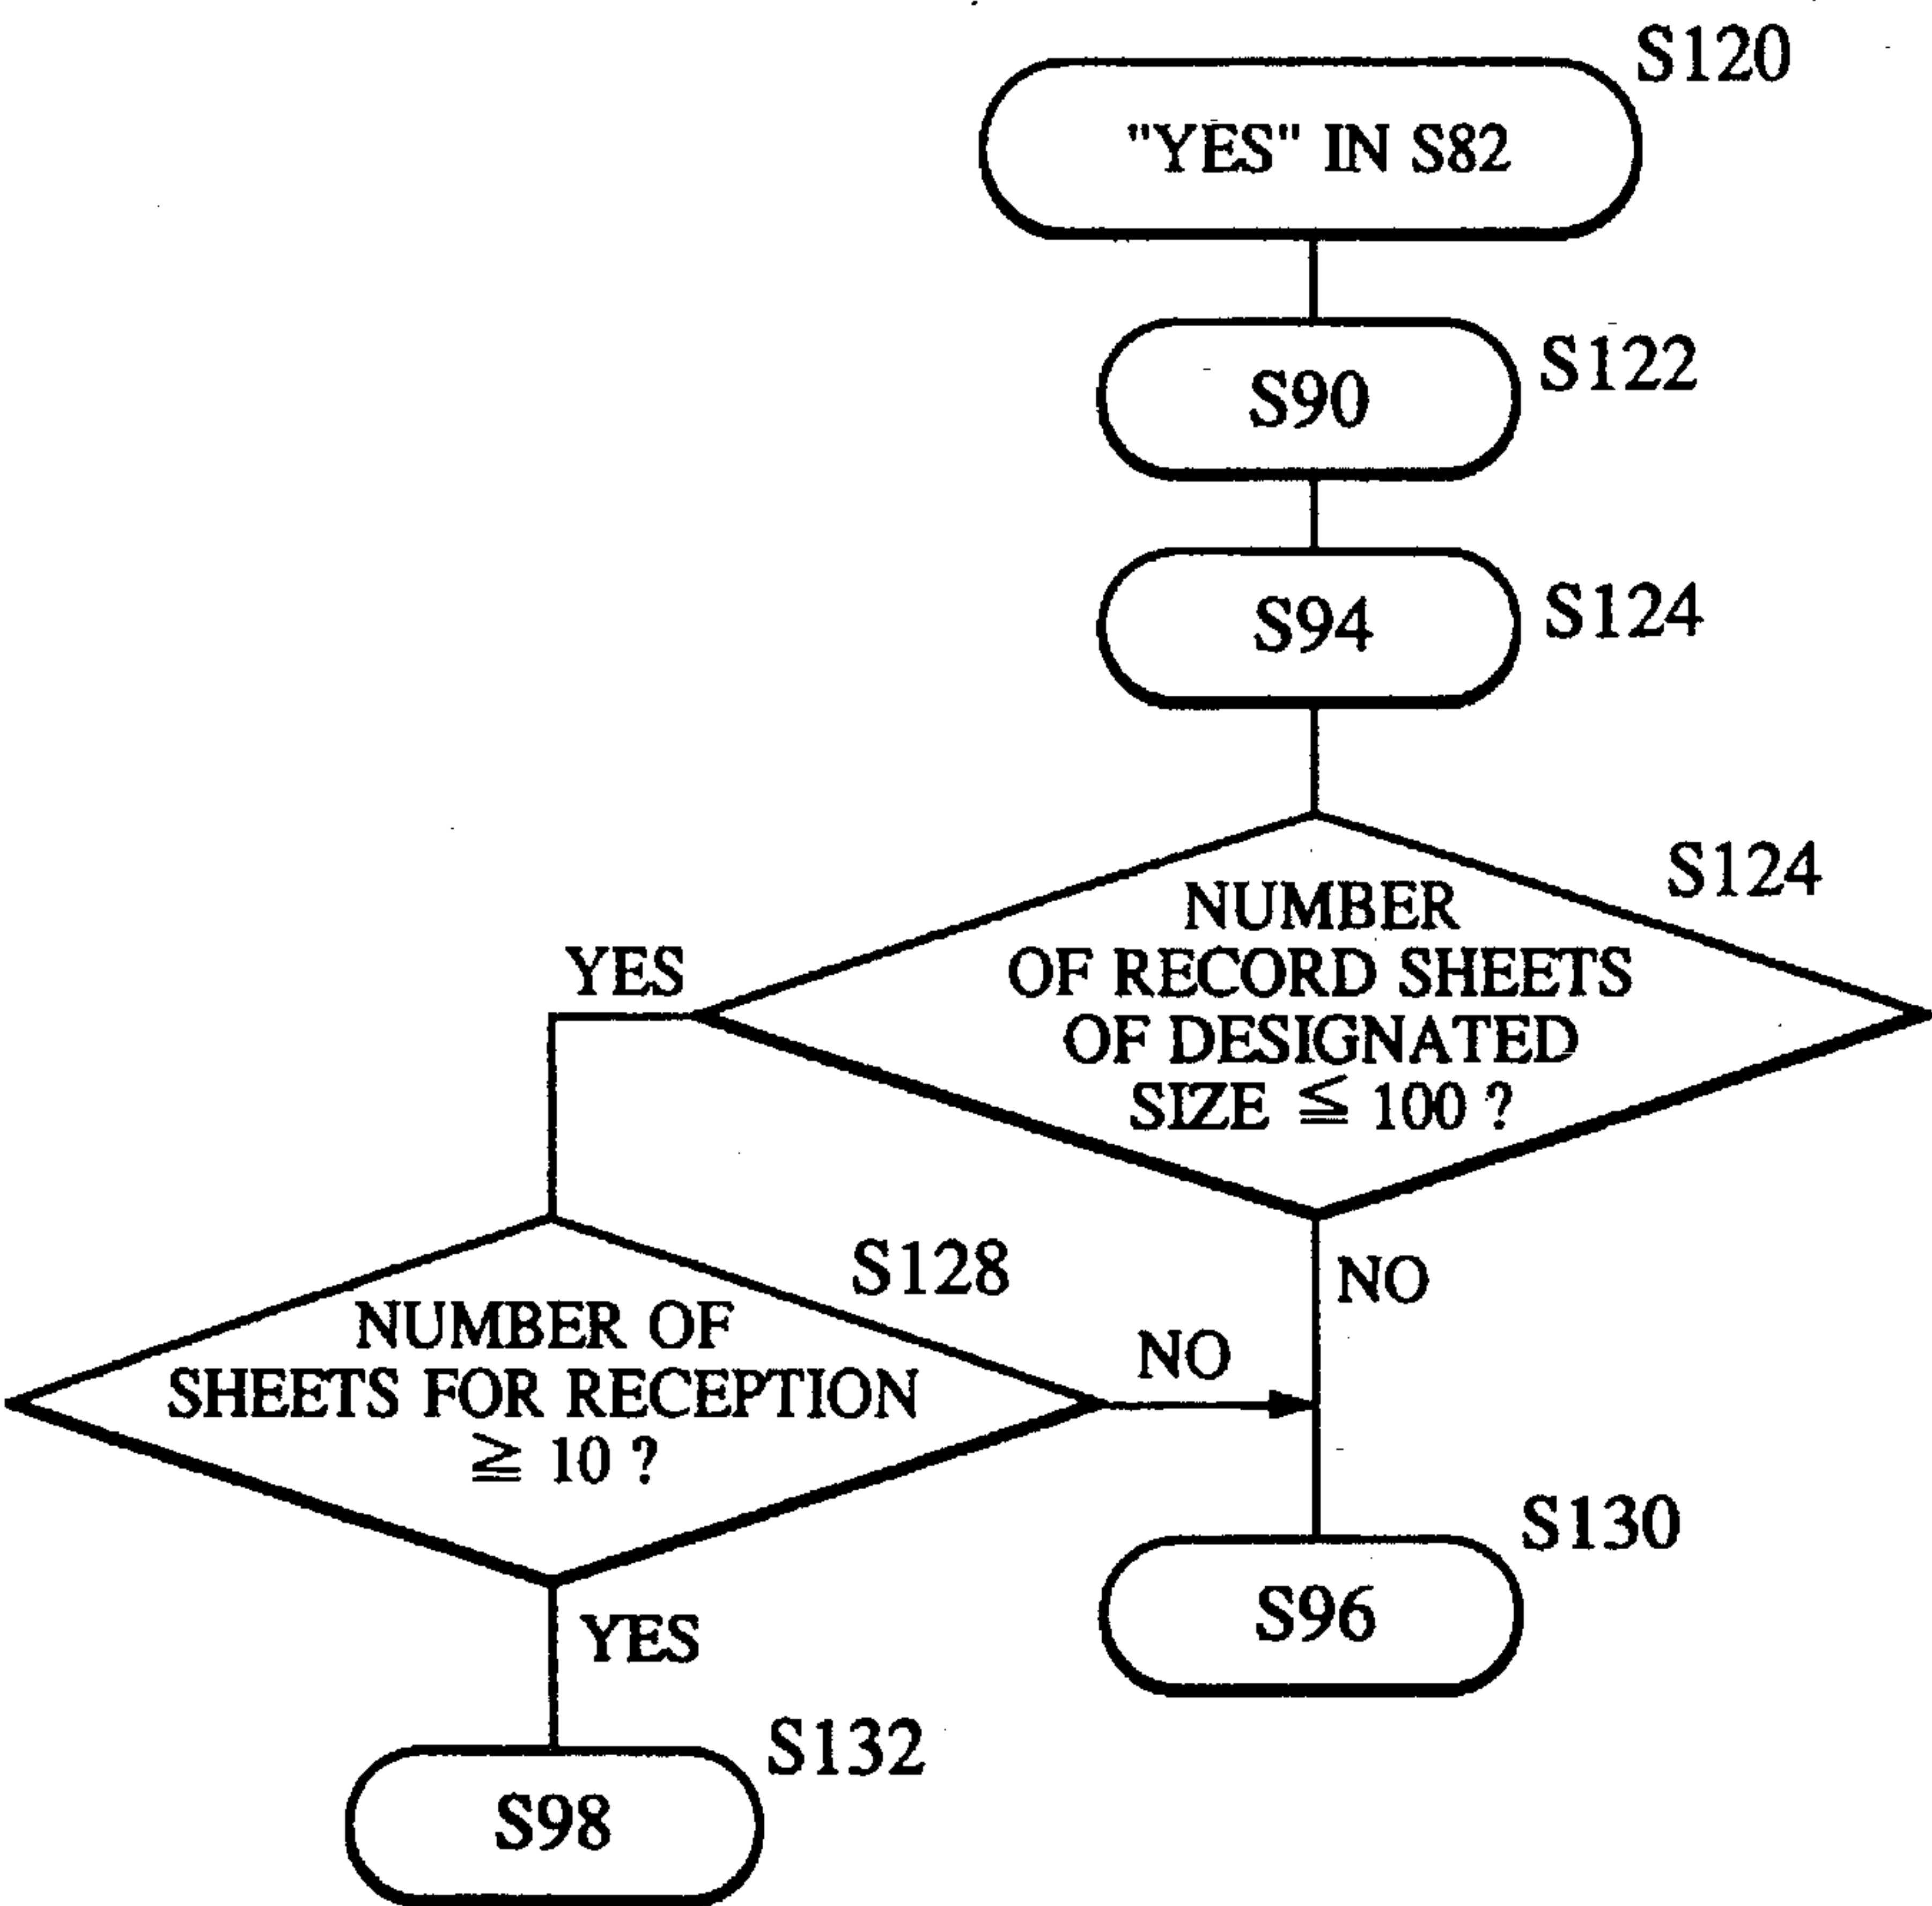 S120
"YES" IN S82
S122
S90
S124
S94
S124
NUMBER
OF RECORD SHEETS
OF DESIGNATED
SIZE ≦ 100 ?
YES
NO
S128
NUMBER OF
SHEETS FOR RECEPTION
≧ 10 ?
NO
YES
S130
S96
S132
S98